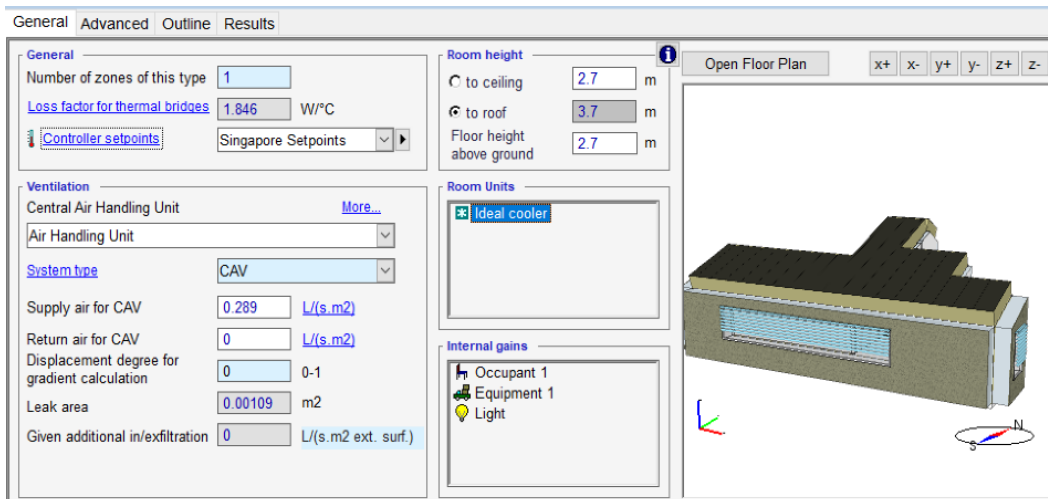 General Advanced Outline Results
General
Number of zones of this type 1
Loss factor for thermal bridges 1.846 W/°C
Controller setpoints Singapore Setpoints
Room height
to ceiling 2.7 m
to roof 3.7 m
Floor height
above ground 2.7 m
Ventilation
Central Air Handling Unit More...
Air Handling Unit
System type CAV
Supply air for CAV 0.289 L/(s.m2)
Return air for CAV 0 L/(s.m2)
Displacement degree for
gradient calculation 0 0-1
Leak area 0.00109 m2
Given additional in/exfiltration 0 L/(s.m2 ext. surf.)
Room Units
Ideal cooler
Internal gains
Occupant 1
Equipment 1
Light
Open Floor Plan x+ x- y+ y- z+ z-
N
S